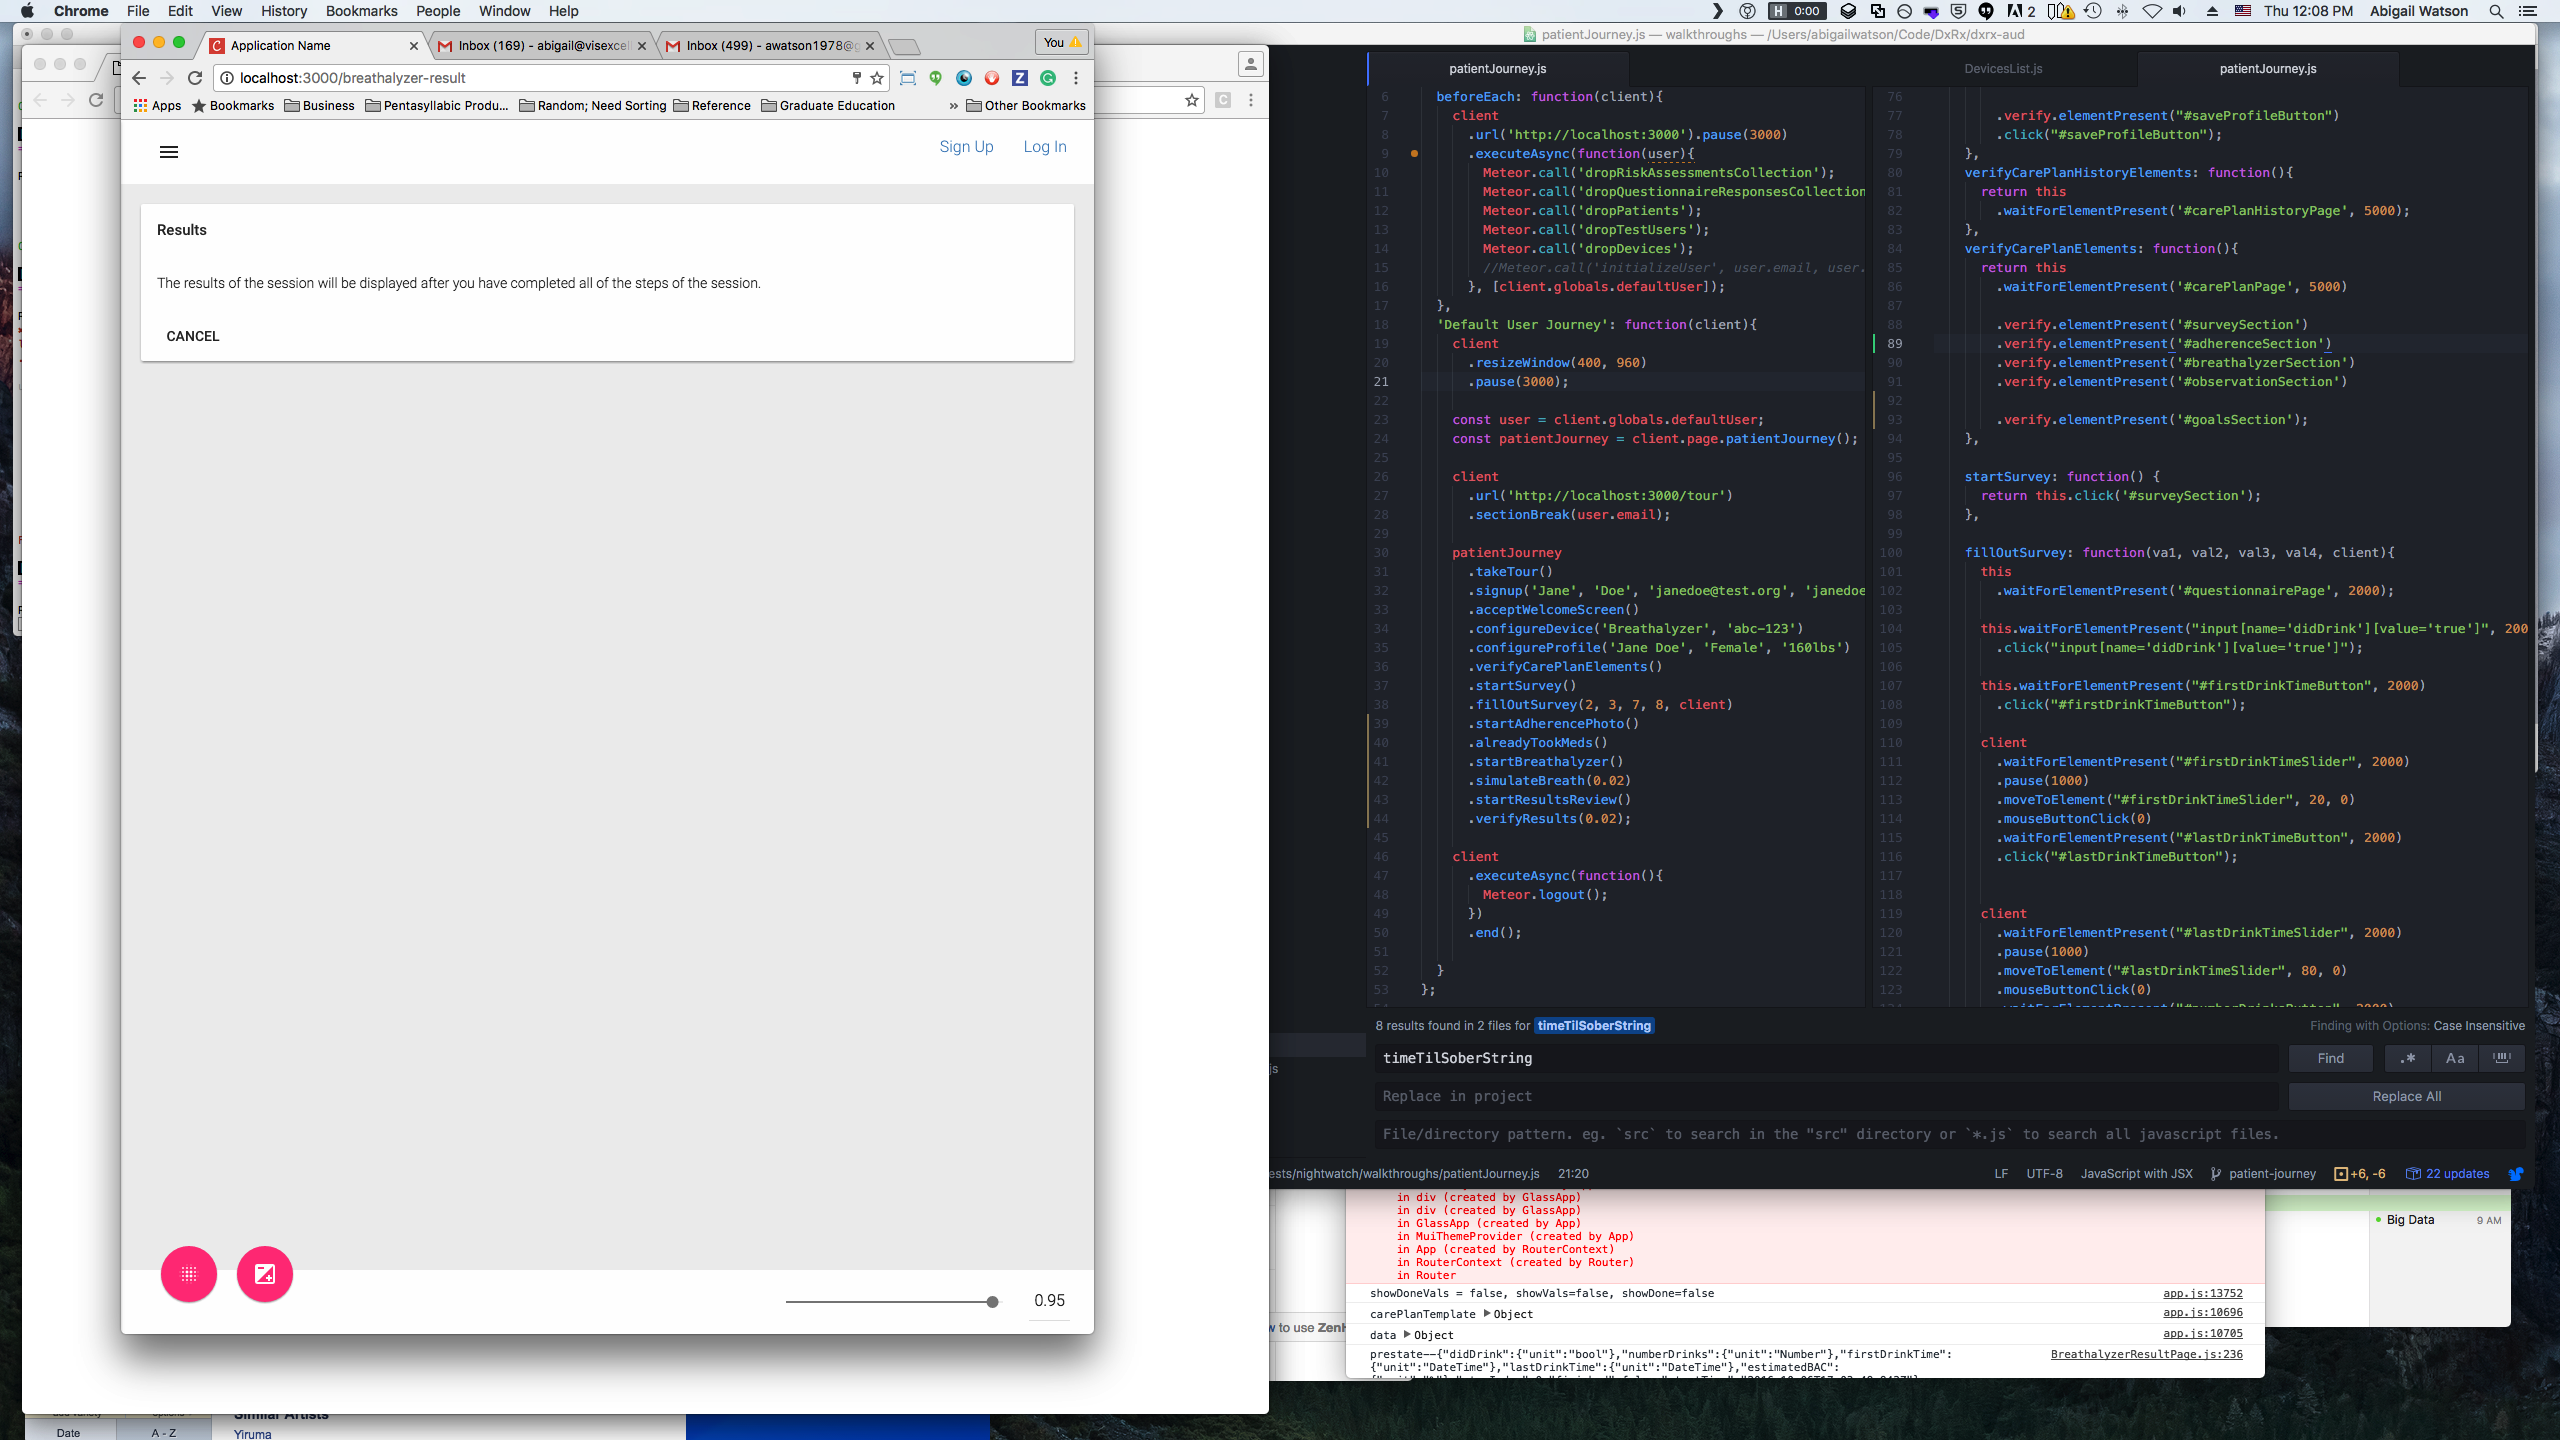 Chrome File Edit View History Bookmarks People Window Help
H 0:00
2
Thu 12:08 PM Abigail Watson
Application Name
Inbox (169) - abigail@visexcel
Inbox (499) - awatson1978@g
You
localhost:3000/breathalyzer-result
Apps Bookmarks Business Pentasyllabic Produ... Random; Need Sorting Reference Graduate Education » Other Bookmarks
Sign Up Log In
Results
The results of the session will be displayed after you have completed all of the steps of the session.
CANCEL
0.95
patientJourney.js — walkthroughs — /Users/abigailwatson/Code/DxRx/dxrx-aud
patientJourney.js
6 beforeEach: function(client){
7 client
8 .url('http://localhost:3000').pause(3000)
9 .executeAsync(function(user){
10 Meteor.call('dropRiskAssessmentsCollection');
11 Meteor.call('dropQuestionnaireResponsesCollection
12 Meteor.call('dropPatients');
13 Meteor.call('dropTestUsers');
14 Meteor.call('dropDevices');
15 //Meteor.call('initializeUser', user.email, user.
16 }, [client.globals.defaultUser]);
17 },
18 'Default User Journey': function(client){
19 client
20 .resizeWindow(400, 960)
21 .pause(3000);
22
23 const user = client.globals.defaultUser;
24 const patientJourney = client.page.patientJourney();
25
26 client
27 .url('http://localhost:3000/tour')
28 .sectionBreak(user.email);
29
30 patientJourney
31 .takeTour()
32 .signup('Jane', 'Doe', 'janedoe@test.org', 'janedoe
33 .acceptWelcomeScreen()
34 .configureDevice('Breathalyzer', 'abc-123')
35 .configureProfile('Jane Doe', 'Female', '160lbs')
36 .verifyCarePlanElements()
37 .startSurvey()
38 .fillOutSurvey(2, 3, 7, 8, client)
39 .startAdherencePhoto()
40 .alreadyTookMeds()
41 .startBreathalyzer()
42 .simulateBreath(0.02)
43 .startResultsReview()
44 .verifyResults(0.02);
45
46 client
47 .executeAsync(function(){
48 Meteor.logout();
49 })
50 .end();
51
52 }
53 };
DevicesList.js patientJourney.js
76
77 .verify.elementPresent("#saveProfileButton")
78 .click("#saveProfileButton");
79 },
80 verifyCarePlanHistoryElements: function(){
81 return this
82 .waitForElementPresent('#carePlanHistoryPage', 5000);
83 },
84 verifyCarePlanElements: function(){
85 return this
86 .waitForElementPresent('#carePlanPage', 5000)
87
88 .verify.elementPresent('#surveySection')
89 .verify.elementPresent('#adherenceSection')
90 .verify.elementPresent('#breathalyzerSection')
91 .verify.elementPresent('#observationSection')
92
93 .verify.elementPresent('#goalsSection');
94 },
95
96 startSurvey: function() {
97 return this.click('#surveySection');
98 },
99
100 fillOutSurvey: function(va1, val2, val3, val4, client){
101 this
102 .waitForElementPresent('#questionnairePage', 2000);
103
104 this.waitForElementPresent("input[name='didDrink'][value='true']", 200
105 .click("input[name='didDrink'][value='true']");
106
107 this.waitForElementPresent("#firstDrinkTimeButton", 2000)
108 .click("#firstDrinkTimeButton");
109
110 client
111 .waitForElementPresent("#firstDrinkTimeSlider", 2000)
112 .pause(1000)
113 .moveToElement("#firstDrinkTimeSlider", 20, 0)
114 .mouseButtonClick(0)
115 .waitForElementPresent("#lastDrinkTimeButton", 2000)
116 .click("#lastDrinkTimeButton");
117
118
119 client
120 .waitForElementPresent("#lastDrinkTimeSlider", 2000)
121 .pause(1000)
122 .moveToElement("#lastDrinkTimeSlider", 80, 0)
123 .mouseButtonClick(0)
8 results found in 2 files for timeTilSoberString
Finding with Options: Case Insensitive
timeTilSoberString
Find .* Aa
Replace in project
Replace All
File/directory pattern. eg. `src` to search in the "src" directory or `*.js` to search all javascript files.
js
ests/nightwatch/walkthroughs/patientJourney.js 21:20
LF UTF-8 JavaScript with JSX patient-journey +6, -6 22 updates
in div (created by GlassApp)
in div (created by GlassApp)
in GlassApp (created by App)
in MuiThemeProvider (created by App)
in App (created by RouterContext)
in RouterContext (created by Router)
in Router
showDoneVals = false, showVals=false, showDone=false app.js:13752
carePlanTemplate Object app.js:10696
data Object app.js:10705
prestate--{"didDrink":{"unit":"bool"},"numberDrinks":{"unit":"Number"},"firstDrinkTime": BreathalyzerResultPage.js:236
{"unit":"DateTime"},"lastDrinkTime":{"unit":"DateTime"},"estimatedBAC":
Big Data 9 AM
to use ZenH
Similar Artists
Date A - Z
Yiruma